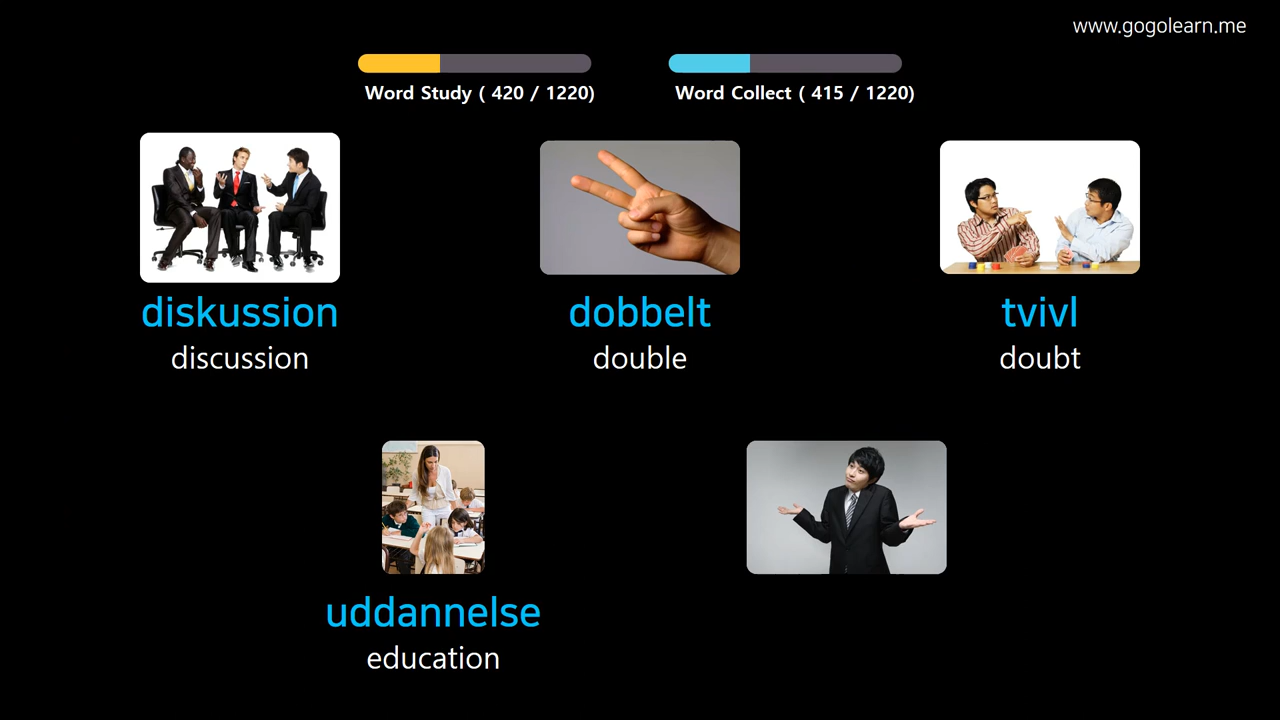 www.gogolearn.me
Word Study ( 420 / 1220)
Word Collect ( 415 / 1220)
diskussion
discussion
dobbelt
double
tvivl
doubt
uddannelse
education